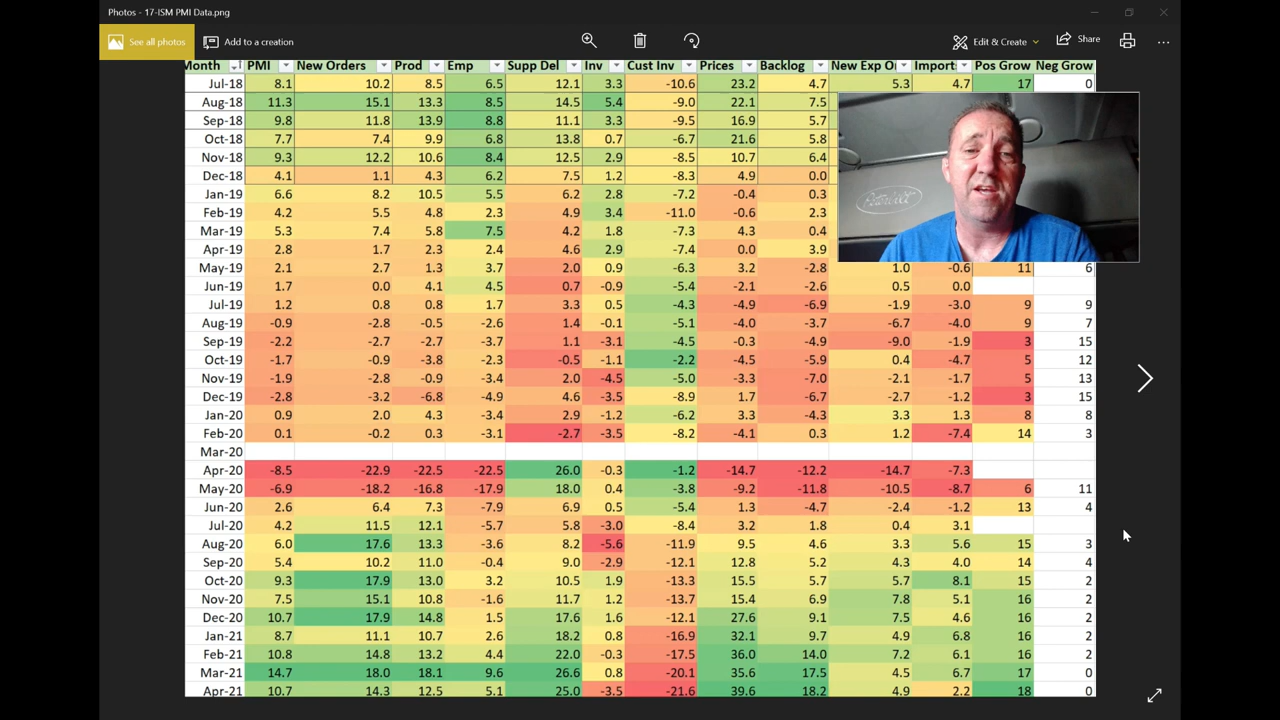 Photos - 17-ISM PMI Data.png
See all photos Add to a creation Edit & Create Share
Month PMI New Orders Prod Emp Supp Del Inv Cust Inv Prices Backlog New Exp O Import Pos Grow Neg Grow
Jul-18 8.1 10.2 8.5 6.5 12.1 3.3 -10.6 23.2 4.7 5.3 4.7 17 0
Aug-18 11.3 15.1 13.3 8.5 14.5 5.4 -9.0 22.1 7.5
Sep-18 9.8 11.8 13.9 8.8 11.1 3.3 -9.5 16.9 5.7
Oct-18 7.7 7.4 9.9 6.8 13.8 0.7 -6.7 21.6 5.8
Nov-18 9.3 12.2 10.6 8.4 12.5 2.9 -8.5 10.7 6.4
Dec-18 4.1 1.1 4.3 6.2 7.5 1.2 -8.3 4.9 0.0
Jan-19 6.6 8.2 10.5 5.5 6.2 2.8 -7.2 -0.4 0.3
Feb-19 4.2 5.5 4.8 2.3 4.9 3.4 -11.0 -0.6 2.3
Mar-19 5.3 7.4 5.8 7.5 4.2 1.8 -7.3 4.3 0.4
Apr-19 2.8 1.7 2.3 2.4 4.6 2.9 -7.4 0.0 3.9
May-19 2.1 2.7 1.3 3.7 2.0 0.9 -6.3 3.2 -2.8 1.0 -0.6 11 6
Jun-19 1.7 0.0 4.1 4.5 0.7 -0.9 -5.4 -2.1 -2.6 0.5 0.0
Jul-19 1.2 0.8 0.8 1.7 3.3 0.5 -4.3 -4.9 -6.9 -1.9 -3.0 9 9
Aug-19 -0.9 -2.8 -0.5 -2.6 1.4 -0.1 -5.1 -4.0 -3.7 -6.7 -4.0 9 7
Sep-19 -2.2 -2.7 -2.7 -3.7 1.1 -3.1 -4.5 -0.3 -4.9 -9.0 -1.9 3 15
Oct-19 -1.7 -0.9 -3.8 -2.3 -0.5 -1.1 -2.2 -4.5 -5.9 0.4 -4.7 5 12
Nov-19 -1.9 -2.8 -0.9 -3.4 2.0 -4.5 -5.0 -3.3 -7.0 -2.1 -1.7 5 13
Dec-19 -2.8 -3.2 -6.8 -4.9 4.6 -3.5 -8.9 1.7 -6.7 -2.7 -1.2 3 15
Jan-20 0.9 2.0 4.3 -3.4 2.9 -1.2 -6.2 3.3 -4.3 3.3 1.3 8 8
Feb-20 0.1 -0.2 0.3 -3.1 -2.7 -3.5 -8.2 -4.1 0.3 1.2 -7.4 14 3
Mar-20
Apr-20 -8.5 -22.9 -22.5 -22.5 26.0 -0.3 -1.2 -14.7 -12.2 -14.7 -7.3
May-20 -6.9 -18.2 -16.8 -17.9 18.0 0.4 -3.8 -9.2 -11.8 -10.5 -8.7 6 11
Jun-20 2.6 6.4 7.3 -7.9 6.9 0.5 -5.4 1.3 -4.7 -2.4 -1.2 13 4
Jul-20 4.2 11.5 12.1 -5.7 5.8 -3.0 -8.4 3.2 1.8 0.4 3.1
Aug-20 6.0 17.6 13.3 -3.6 8.2 -5.6 -11.9 9.5 4.6 3.3 5.6 15 3
Sep-20 5.4 10.2 11.0 -0.4 9.0 -2.9 -12.1 12.8 5.2 4.3 4.0 14 4
Oct-20 9.3 17.9 13.0 3.2 10.5 1.9 -13.3 15.5 5.7 5.7 8.1 15 2
Nov-20 7.5 15.1 10.8 -1.6 11.7 1.2 -13.7 15.4 6.9 7.8 5.1 16 2
Dec-20 10.7 17.9 14.8 1.5 17.6 1.6 -12.1 27.6 9.1 7.5 4.6 16 2
Jan-21 8.7 11.1 10.7 2.6 18.2 0.8 -16.9 32.1 9.7 4.9 6.8 16 2
Feb-21 10.8 14.8 13.2 4.4 22.0 -0.3 -17.5 36.0 14.0 7.2 6.1 16 2
Mar-21 14.7 18.0 18.1 9.6 26.6 0.8 -20.1 35.6 17.5 4.5 6.7 17 0
Apr-21 10.7 14.3 12.5 5.1 25.0 -3.5 -21.6 39.6 18.2 4.9 2.2 18 0
Peterbilt